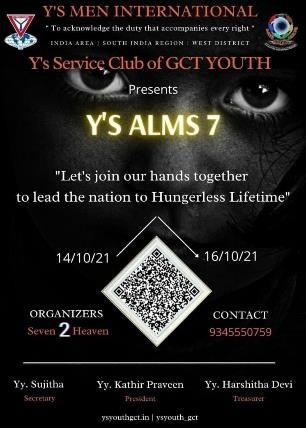 Y'S MEN INTERNATIONAL
" To acknowledge the duty that accompanies every right "
INDIA AREA | SOUTH INDIA REGION | WEST DISTRICT
Y's Service Club of GCT YOUTH
Presents
Y'S ALMS 7
"Let's join our hands together
to lead the nation to Hungerless Lifetime"
14/10/21
16/10/21
ORGANIZERS
Seven 2 Heaven
CONTACT
9345550759
Yy. Sujitha
Secretary
Yy. Kathir Praveen
President
Yy. Harshitha Devi
Treasurer
ysyouthgct.in | ysyouth_gct